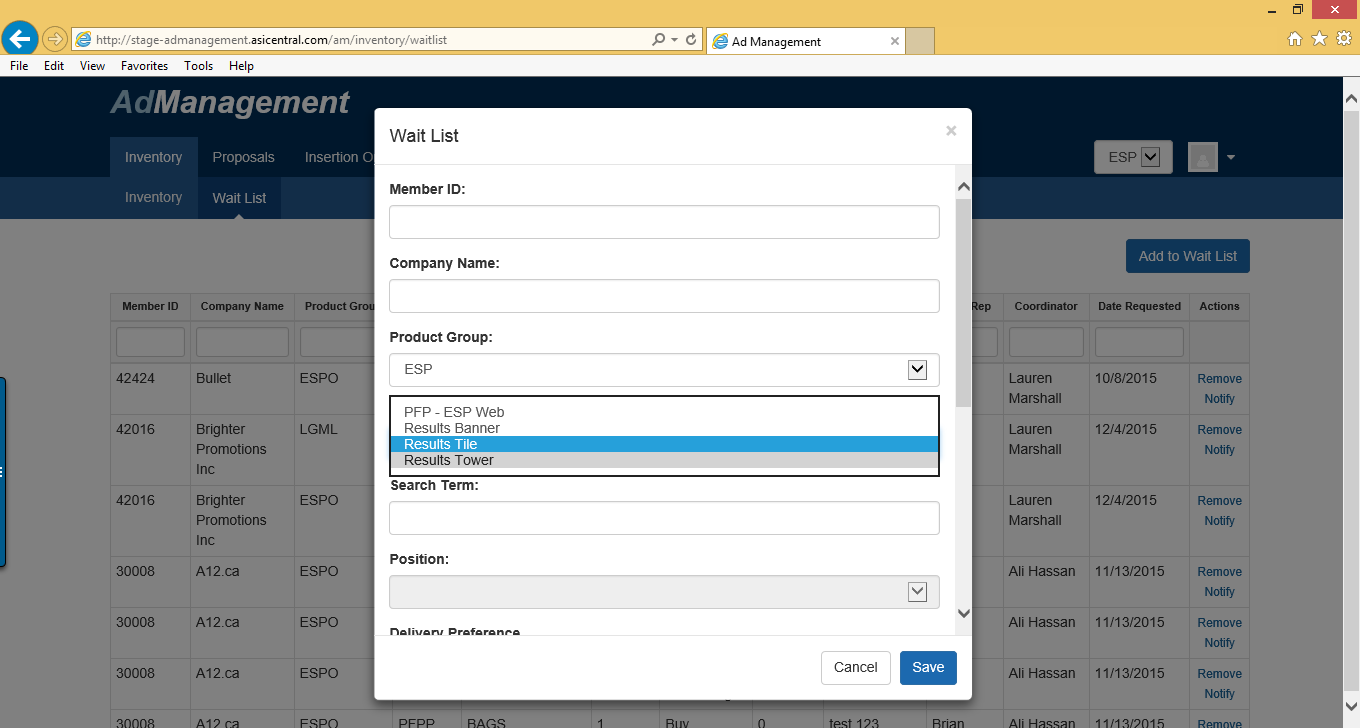 http://stage-admanagement.asicentral.com/am/inventory/waitlist
Ad Management
File Edit View Favorites Tools Help
AdManagement
Inventory Proposals Insertion O
ESP
Inventory Wait List
Add to Wait List
Wait List
Member ID:
Company Name:
Product Group:
ESP
PFP - ESP Web
Results Banner
Results Tile
Results Tower
Search Term:
Position:
Delivery Preference
Cancel Save
Member ID Company Name Product Grou Rep Coordinator Date Requested Actions
42424 Bullet ESPO Lauren Marshall 10/8/2015 Remove
Notify
42016 Brighter Promotions Inc LGML Lauren Marshall 12/4/2015 Remove
Notify
42016 Brighter Promotions Inc ESPO Lauren Marshall 12/4/2015 Remove
Notify
30008 A12.ca ESPO Ali Hassan 11/13/2015 Remove
Notify
30008 A12.ca ESPO Ali Hassan 11/13/2015 Remove
Notify
30008 A12.ca ESPO Ali Hassan 11/13/2015 Remove
Notify
30008 A12.ca ESPO PFPP BAGS 1 Buy 0 test 123 Brian Ali Hassan 11/13/2015 Remove